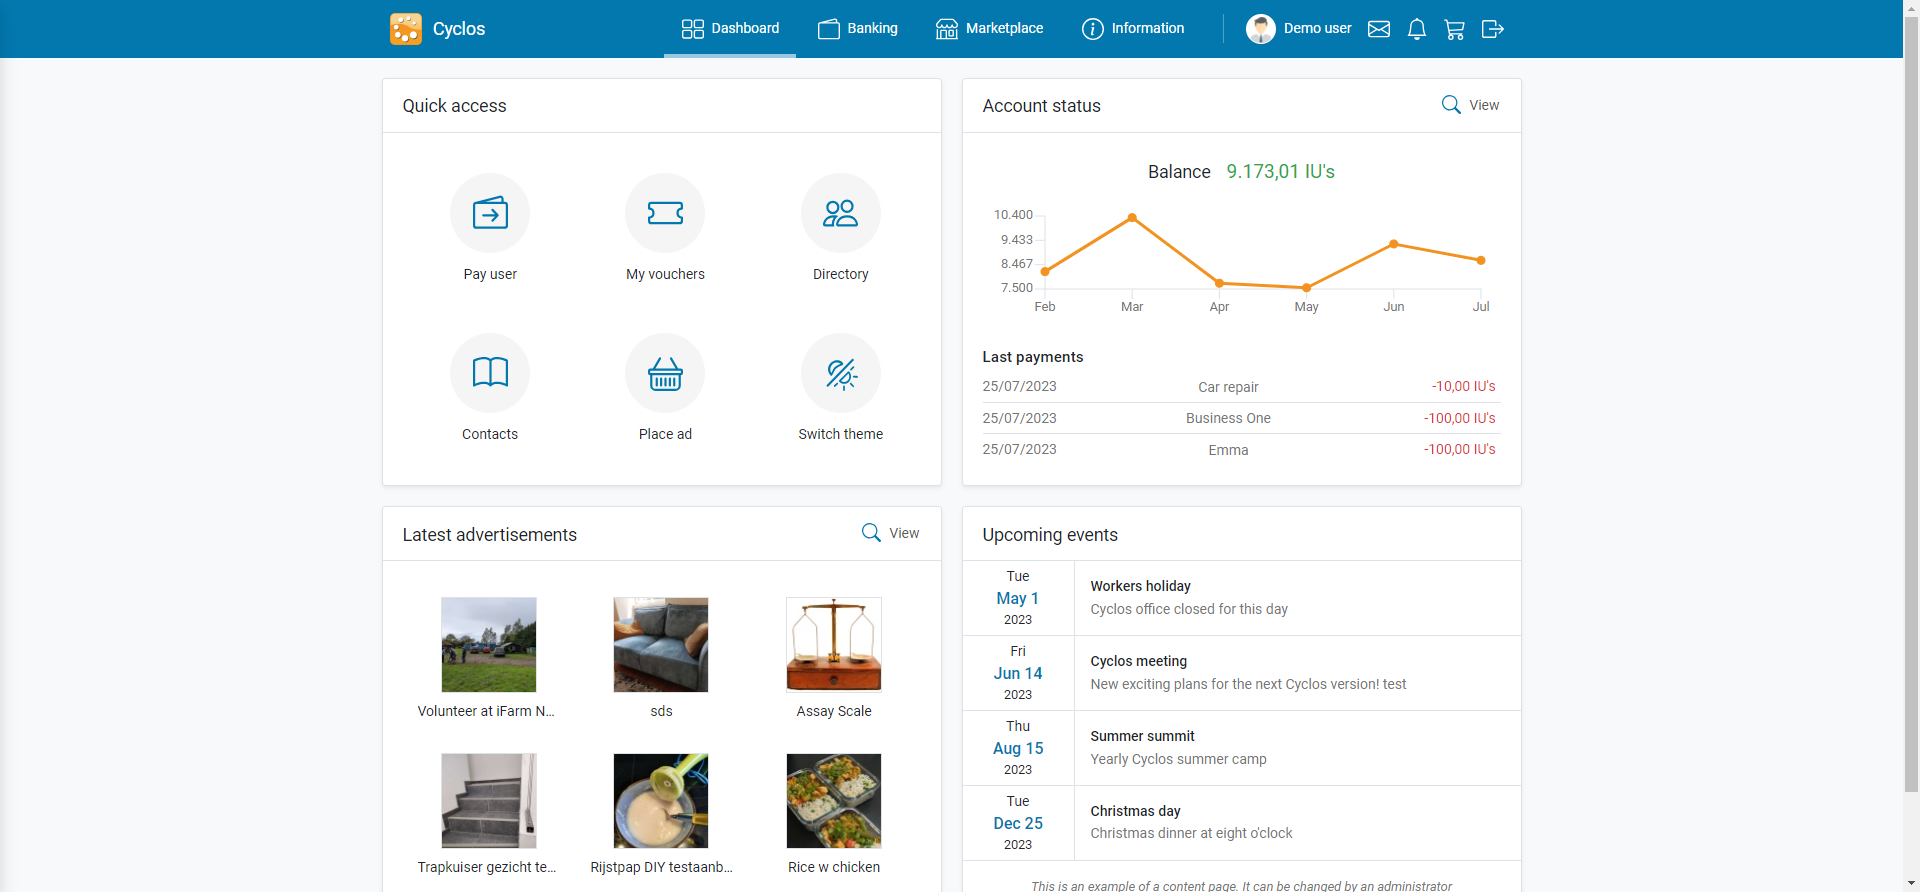 Cyclos
Dashboard
Banking
Marketplace
Information
Demo user
Quick access
Pay user
My vouchers
Directory
Contacts
Place ad
Switch theme
Account status
View
Balance 9.173,01 IU's
10.400
9.433
8.467
7.500
Feb Mar Apr May Jun Jul
Last payments
25/07/2023 Car repair -10,00 IU's
25/07/2023 Business One -100,00 IU's
25/07/2023 Emma -100,00 IU's
Latest advertisements
View
Volunteer at iFarm N...
sds
Assay Scale
Trapkuiser gezicht te...
Rijstpap DIY testaanb...
Rice w chicken
Upcoming events
Tue
May 1
2023
Workers holiday
Cyclos office closed for this day
Fri
Jun 14
2023
Cyclos meeting
New exciting plans for the next Cyclos version! test
Thu
Aug 15
2023
Summer summit
Yearly Cyclos summer camp
Tue
Dec 25
2023
Christmas day
Christmas dinner at eight o'clock
This is an example of a content page. It can be changed by an administrator